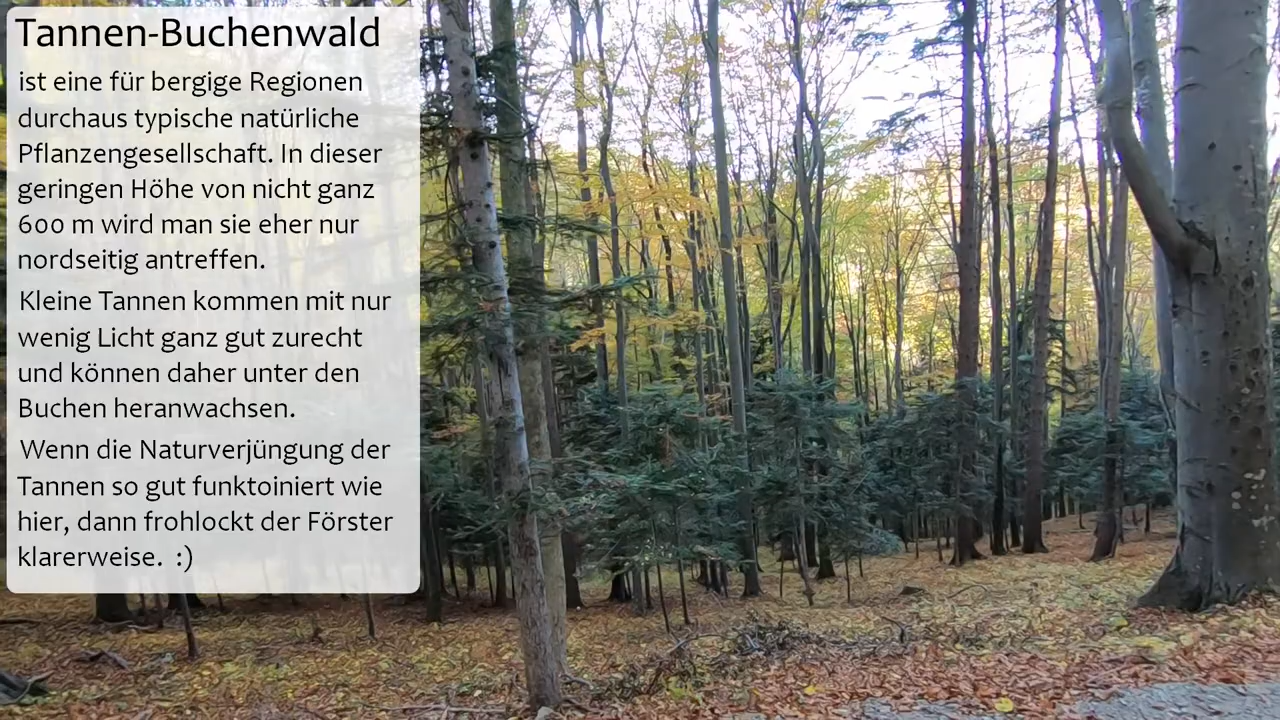 Tannen-Buchenwald
ist eine für bergige Regionen
durchaus typische natürliche
Pflanzengesellschaft. In dieser
geringen Höhe von nicht ganz
600 m wird man sie eher nur
nordseitig antreffen.
Kleine Tannen kommen mit nur
wenig Licht ganz gut zurecht
und können daher unter den
Buchen heranwachsen.
Wenn die Naturverjüngung der
Tannen so gut funktoiniert wie
hier, dann frohlockt der Förster
klarerweise. :)